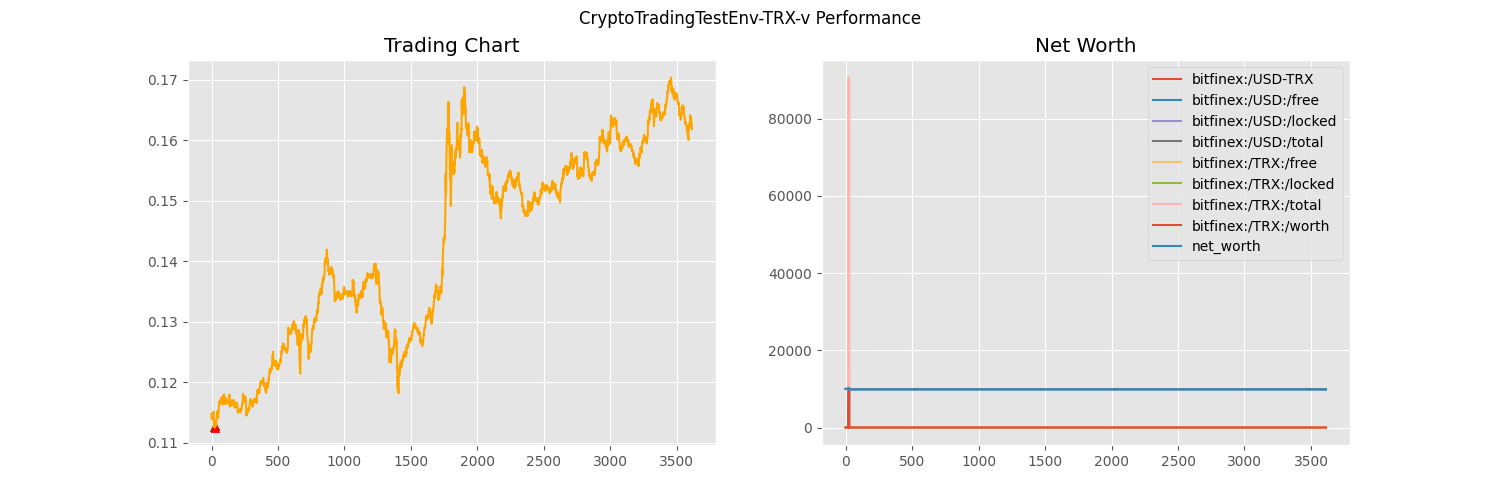 CryptoTradingTestEnv-TRX-v Performance
Trading Chart
0.17
0.16
0.15
0.14
0.13
0.12
0.11
0 500 1000 1500 2000 2500 3000 3500
Net Worth
80000
60000
40000
20000
0
0 500 1000 1500 2000 2500 3000 3500
bitfinex:/USD-TRX
bitfinex:/USD:/free
bitfinex:/USD:/locked
bitfinex:/USD:/total
bitfinex:/TRX:/free
bitfinex:/TRX:/locked
bitfinex:/TRX:/total
bitfinex:/TRX:/worth
net_worth